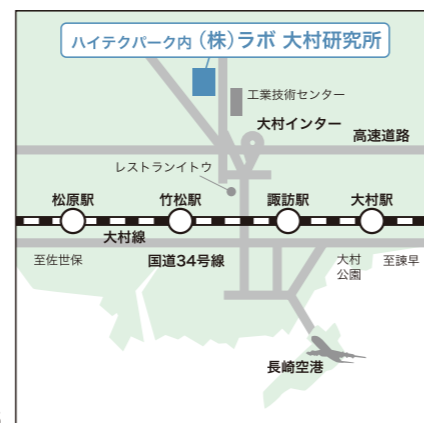 ハイテクパーク内 (株)ラボ 大村研究所
工業技術センター
大村インター
高速道路
レストランイトウ
松原駅
竹松駅
諏訪駅
大村駅
大村線
至佐世保
国道34号線
大村
公園
至諫早
長崎空港